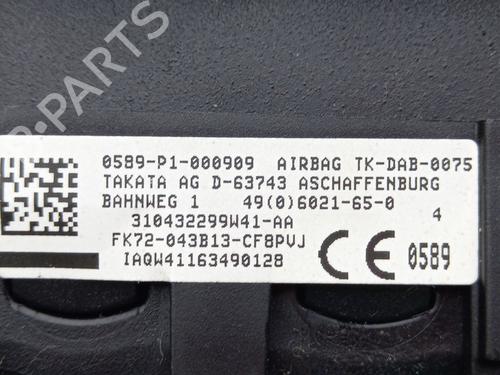 0589-P1-000909 AIRBAG TK-DAB-0075
TAKATA AG D-63743 ASCHAFFENBURG
BAHNWEG 1 49(0)6021-65-0
310432299W41-AA 4
FK72-043B13-CF8PVJ
IAQW41163490128
CE 0589
B-PARTS